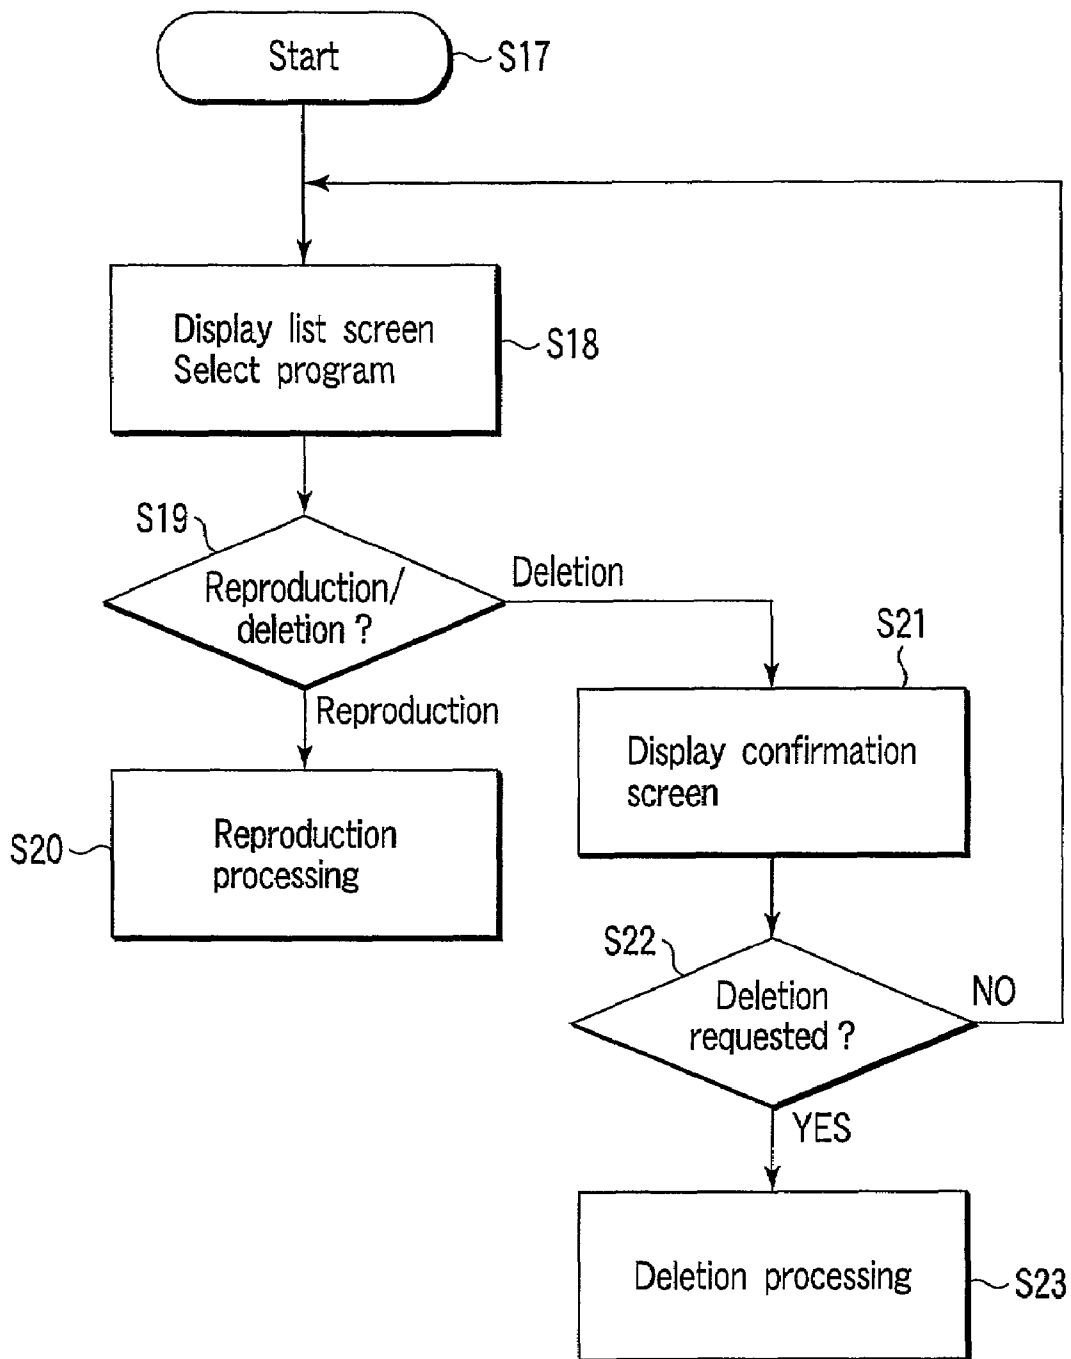 Start
S17
Display list screen
Select program
S18
S19
Reproduction/
deletion ?
Deletion
Reproduction
S20
Reproduction
processing
S21
Display confirmation
screen
S22
Deletion
requested ?
NO
YES
Deletion processing
S23